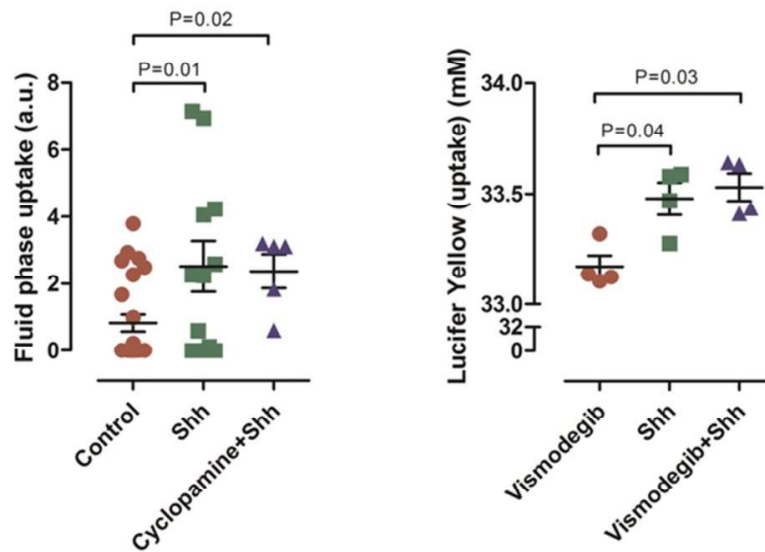 P=0.02
P=0.01
Fluid phase uptake (a.u.)
8
6
4
2
0
Control
Shh
Cyclopamine+Shh
P=0.03
P=0.04
Lucifer Yellow (uptake) (mM)
34.0
33.5
33.0
32
0
Vismodegib
Shh
Vismodegib+Shh